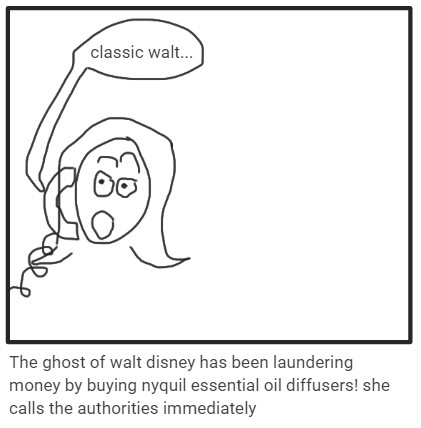 classic walt...
The ghost of walt disney has been laundering
money by buying nyquil essential oil diffusers! she
calls the authorities immediately